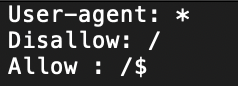 User-agent: *
Disallow: /
Allow : /$